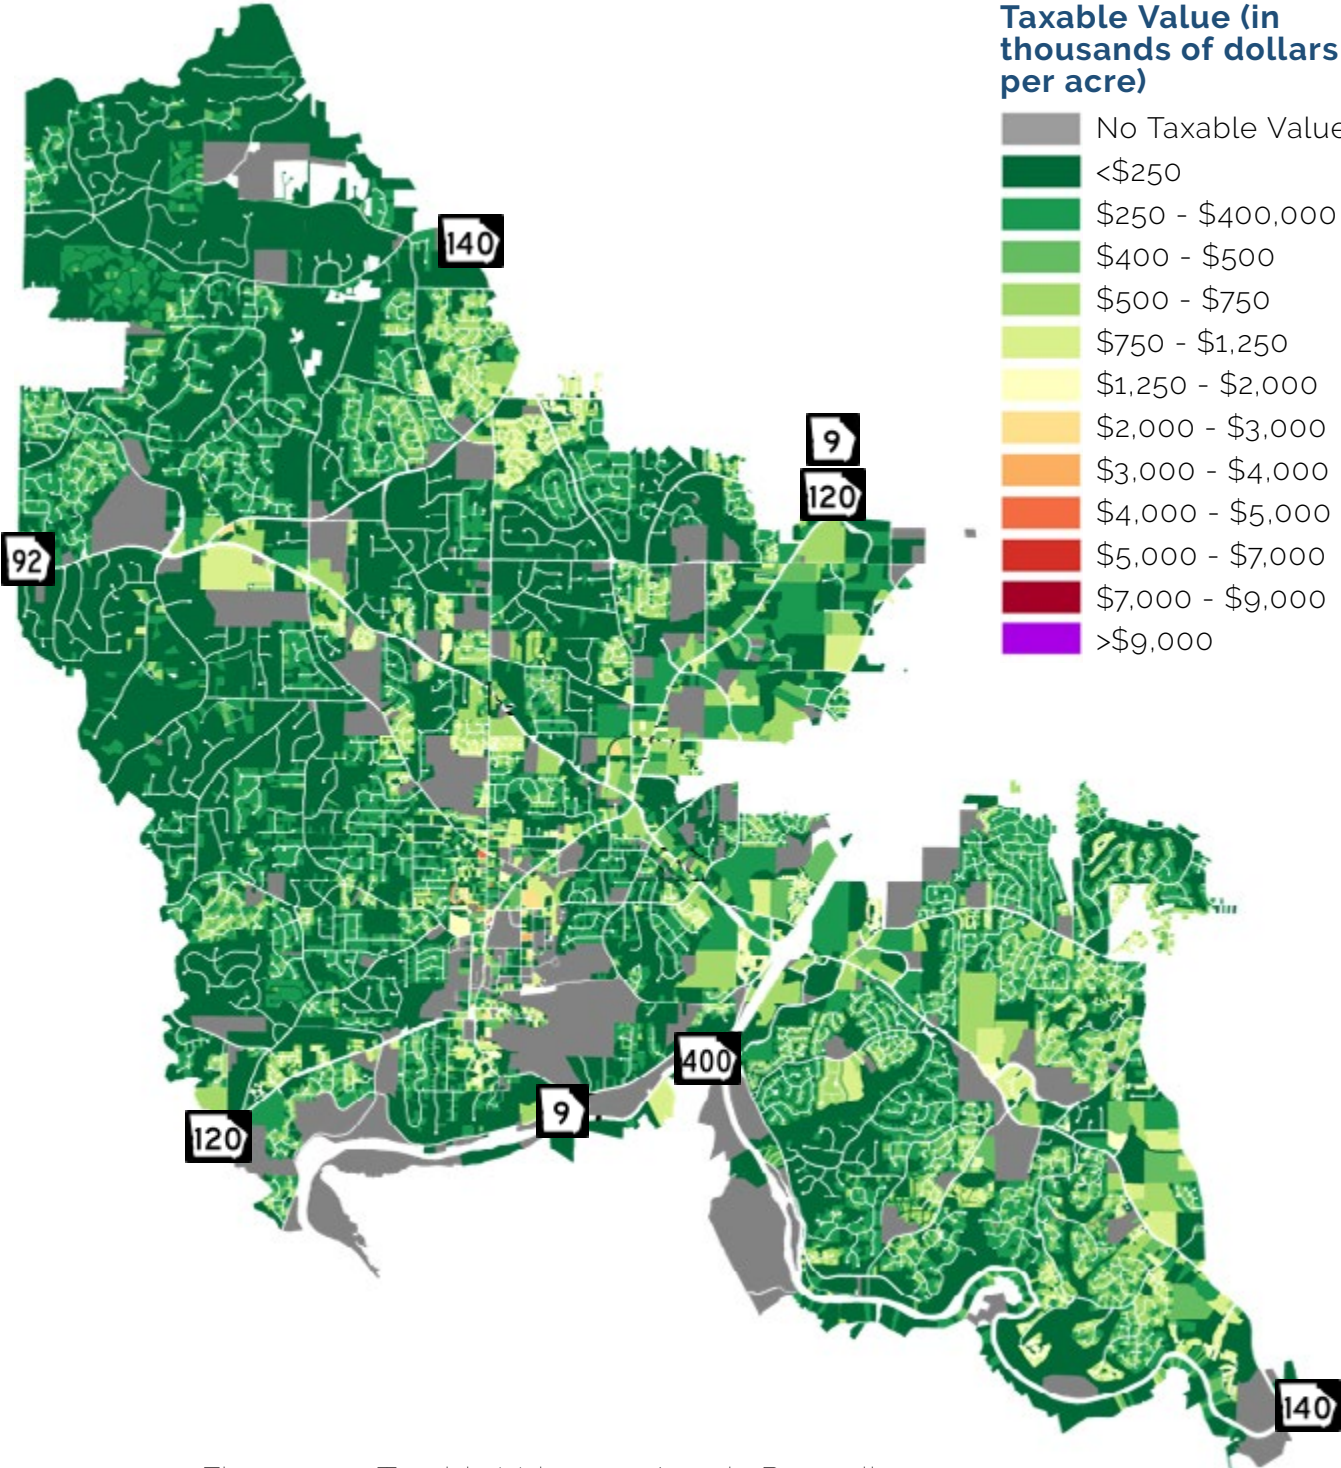 Taxable Value (in
thousands of dollars
per acre)
No Taxable Value
<$250
$250 - $400,000
$400 - $500
$500 - $750
$750 - $1,250
$1,250 - $2,000
$2,000 - $3,000
$3,000 - $4,000
$4,000 - $5,000
$5,000 - $7,000
$7,000 - $9,000
>$9,000
140
9
120
92
400
9
120
140